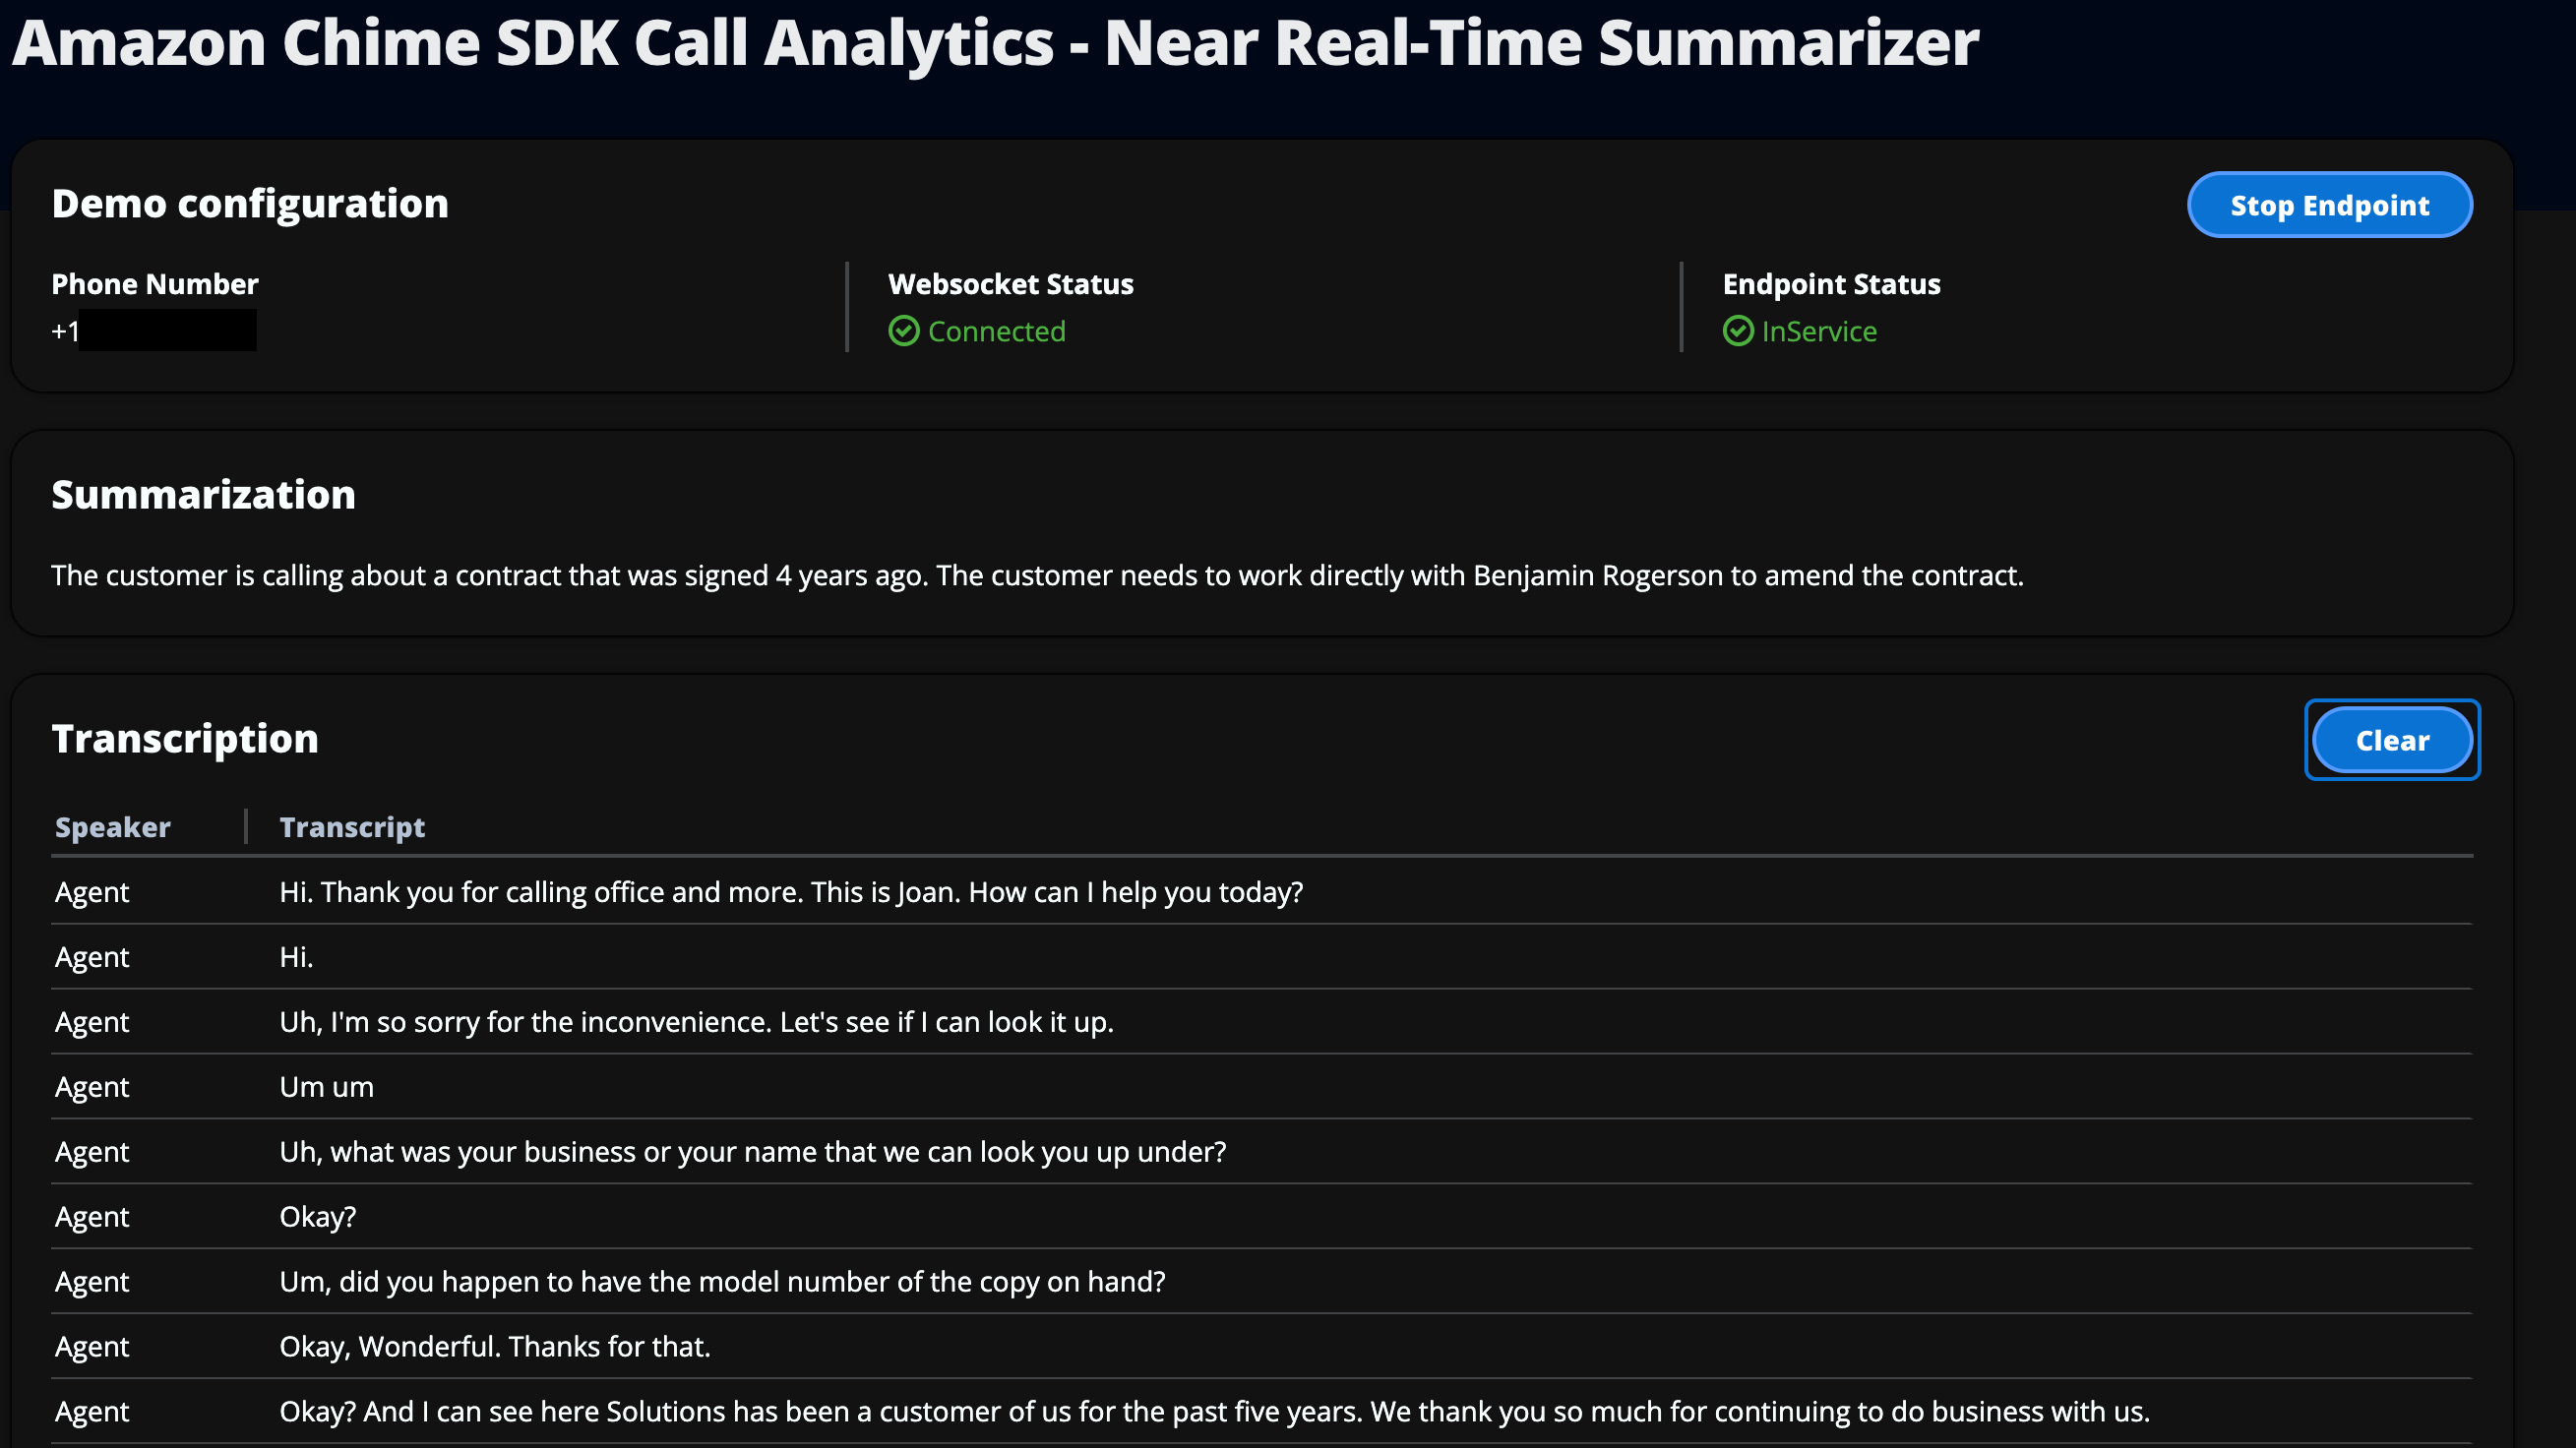 Amazon Chime SDK Call Analytics - Near Real-Time Summarizer
Demo configuration
Stop Endpoint
Phone Number
+1
Websocket Status
Connected
Endpoint Status
InService
Summarization
The customer is calling about a contract that was signed 4 years ago. The customer needs to work directly with Benjamin Rogerson to amend the contract.
Transcription
Clear
Speaker Transcript
Agent Hi. Thank you for calling office and more. This is Joan. How can I help you today?
Agent Hi.
Agent Uh, I'm so sorry for the inconvenience. Let's see if I can look it up.
Agent Um um
Agent Uh, what was your business or your name that we can look you up under?
Agent Okay?
Agent Um, did you happen to have the model number of the copy on hand?
Agent Okay, Wonderful. Thanks for that.
Agent Okay? And I can see here Solutions has been a customer of us for the past five years. We thank you so much for continuing to do business with us.